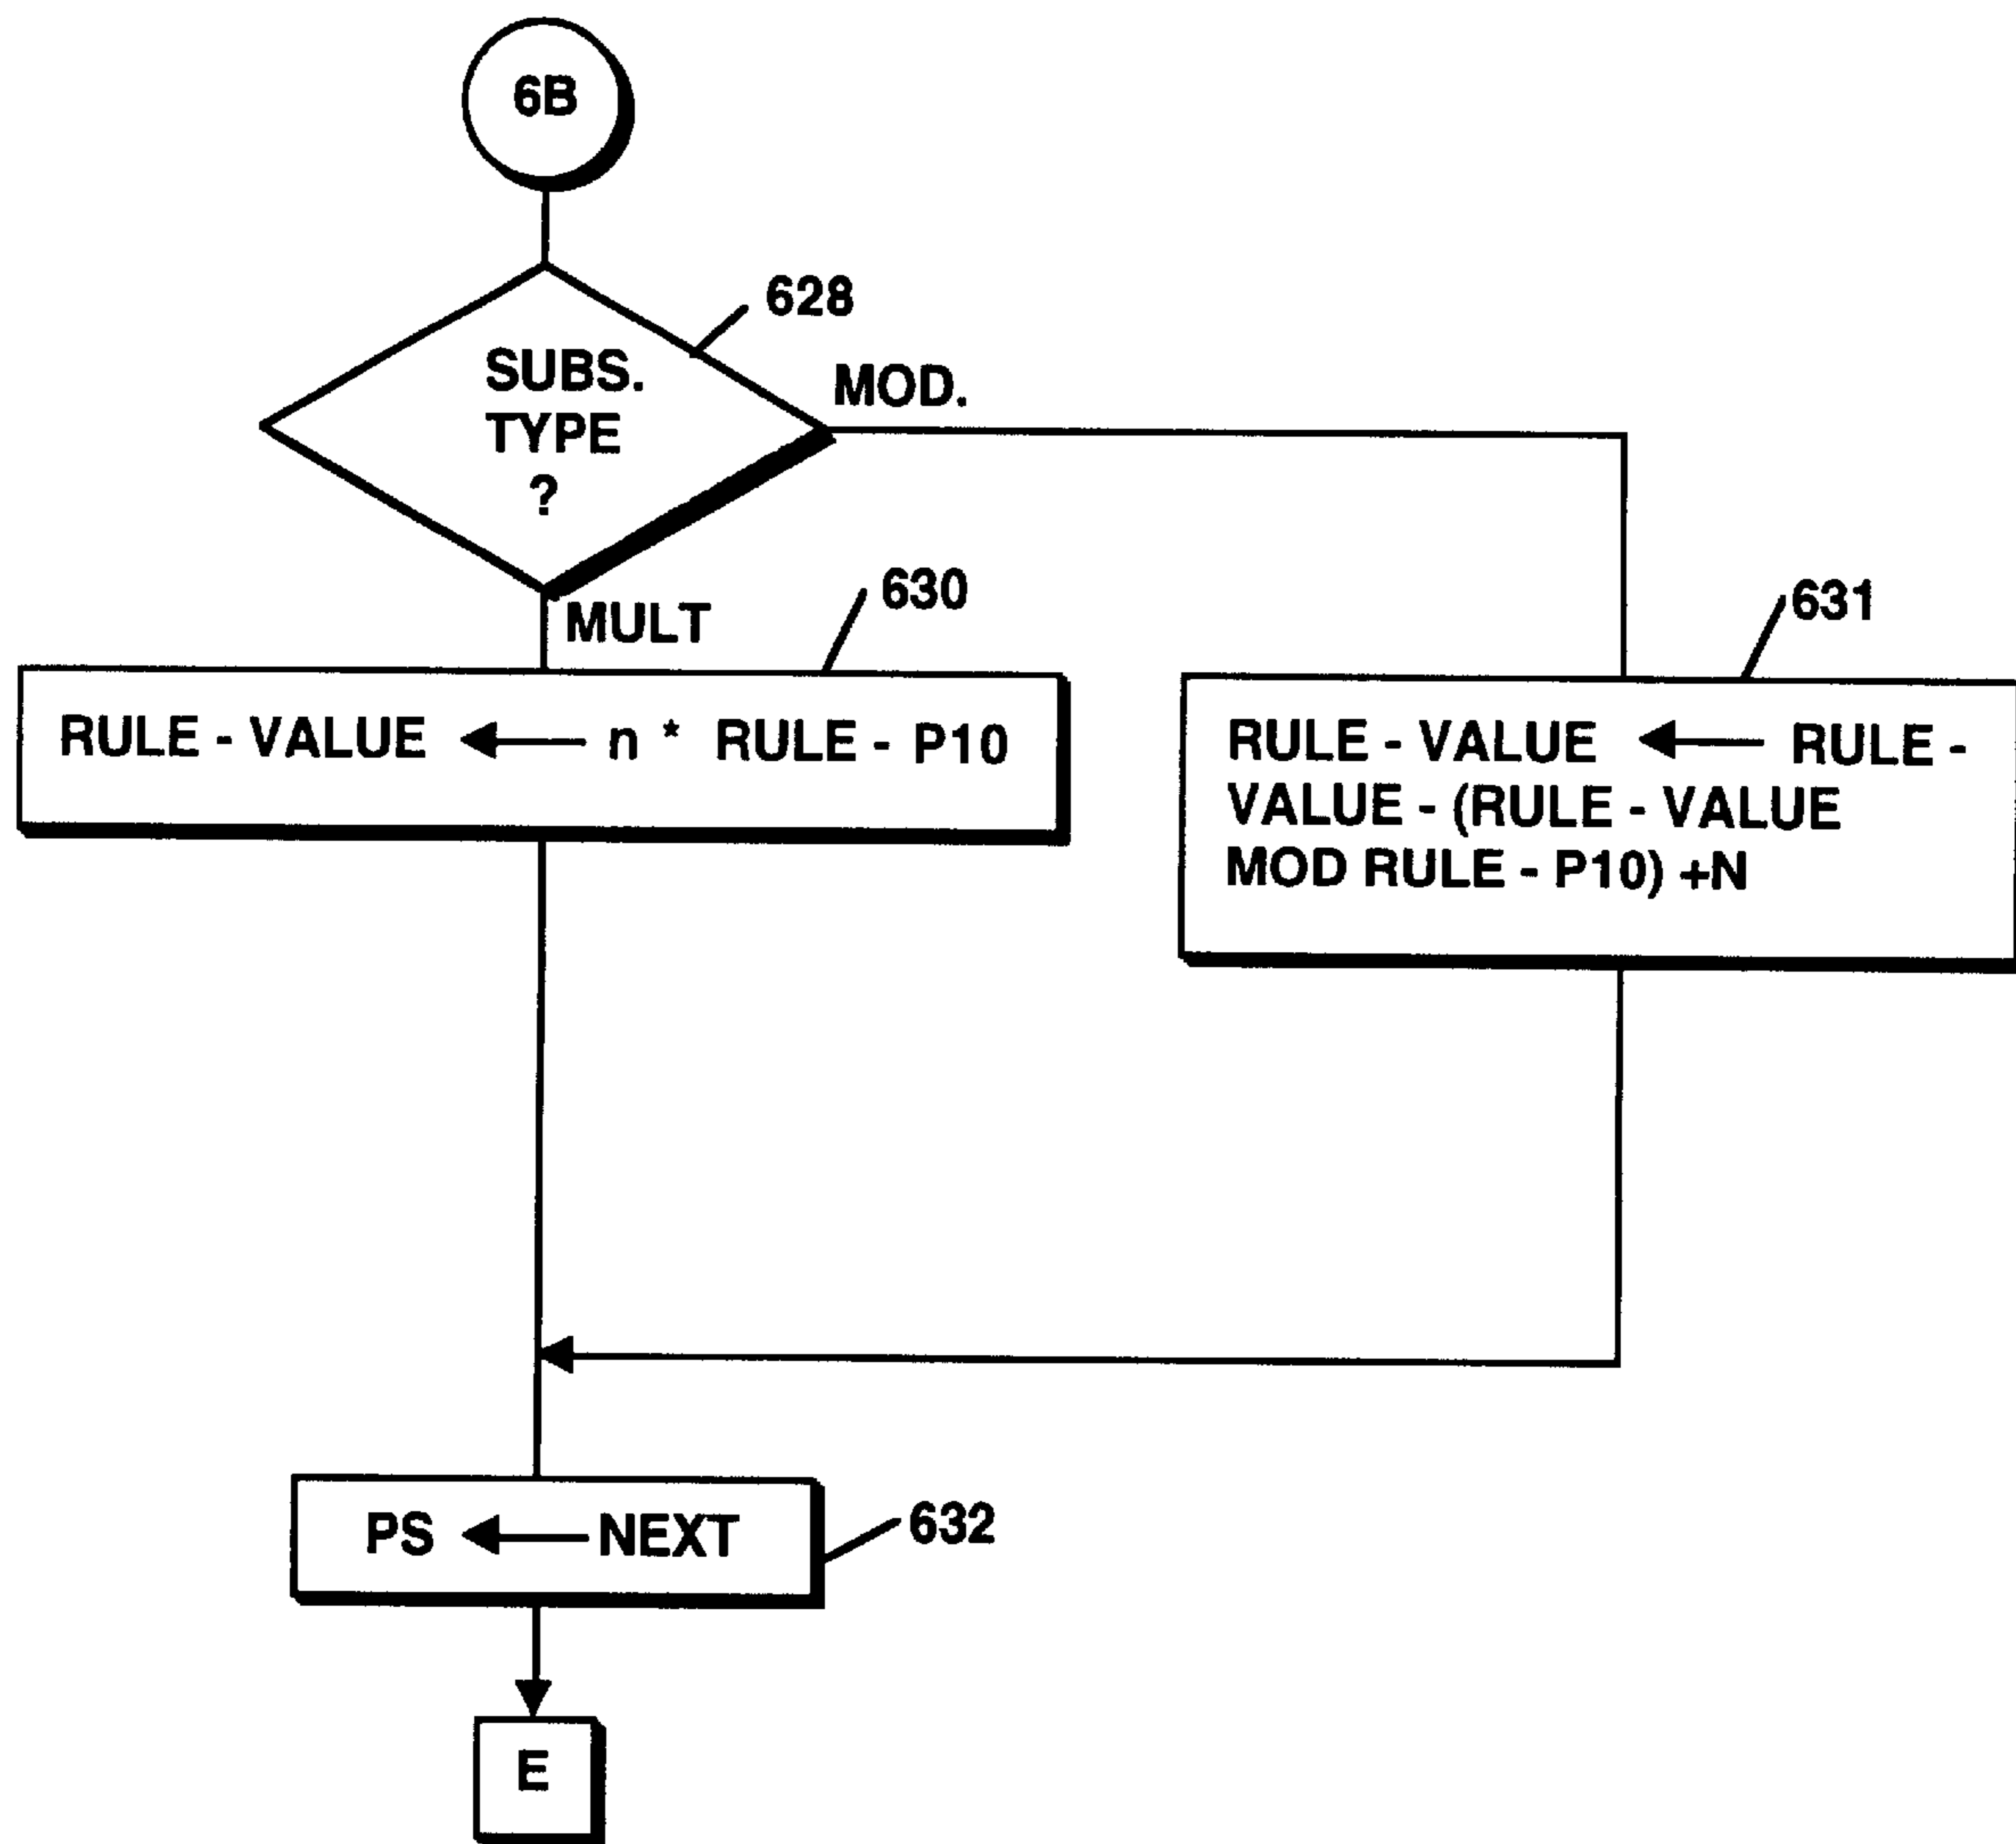 6B
628
SUBS.
TYPE
?
MOD.
MULT
630
RULE - VALUE ← n * RULE - P10
631
RULE - VALUE ← RULE -
VALUE - (RULE - VALUE
MOD RULE - P10) +N
PS ← NEXT
632
E